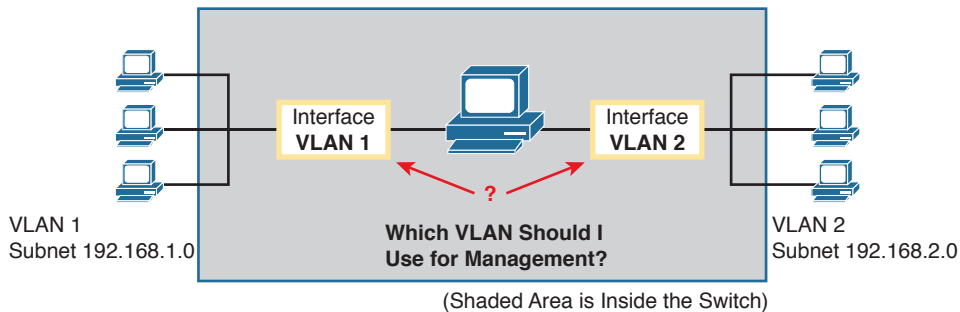 Interface
VLAN 1
Interface
VLAN 2
?
Which VLAN Should I
Use for Management?
VLAN 1
Subnet 192.168.1.0
VLAN 2
Subnet 192.168.2.0
(Shaded Area is Inside the Switch)